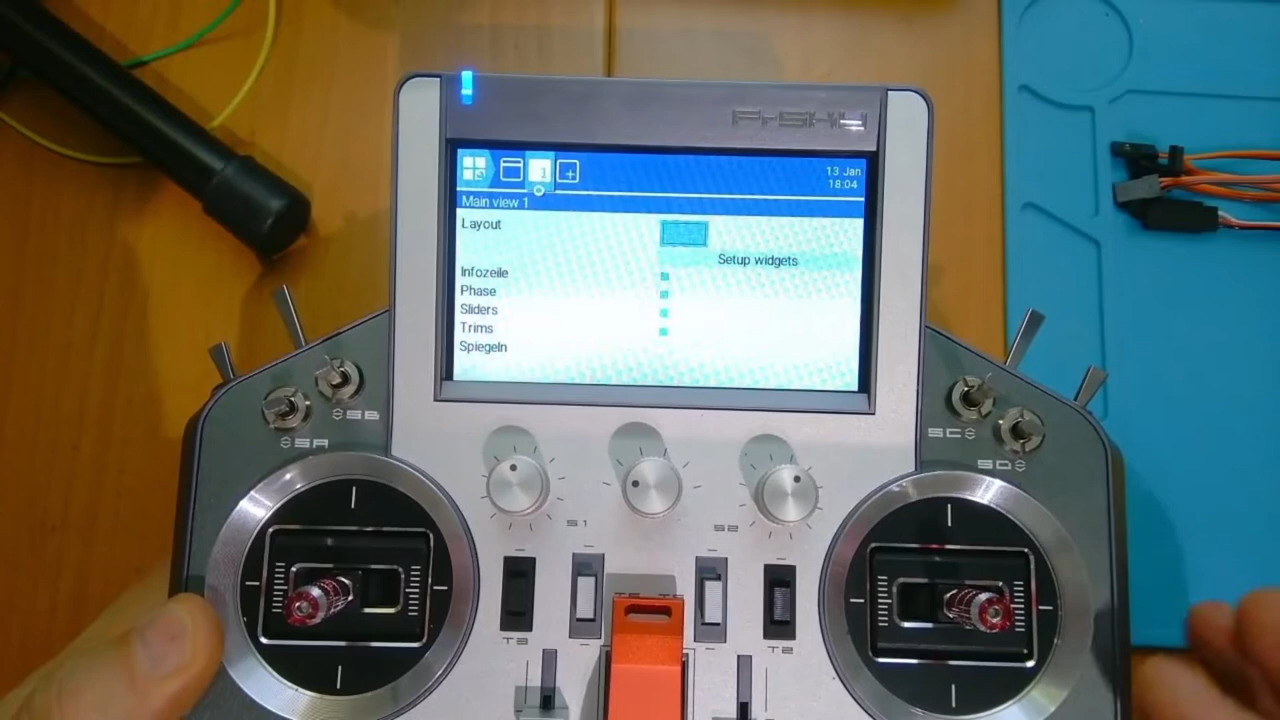 FrSKY
1
13 Jan
18:04
Main view 1
Layout
Setup widgets
Infozeile
Phase
Sliders
Trims
Spiegeln
SB
SA
SC
SD
S1
S2
T3
T2